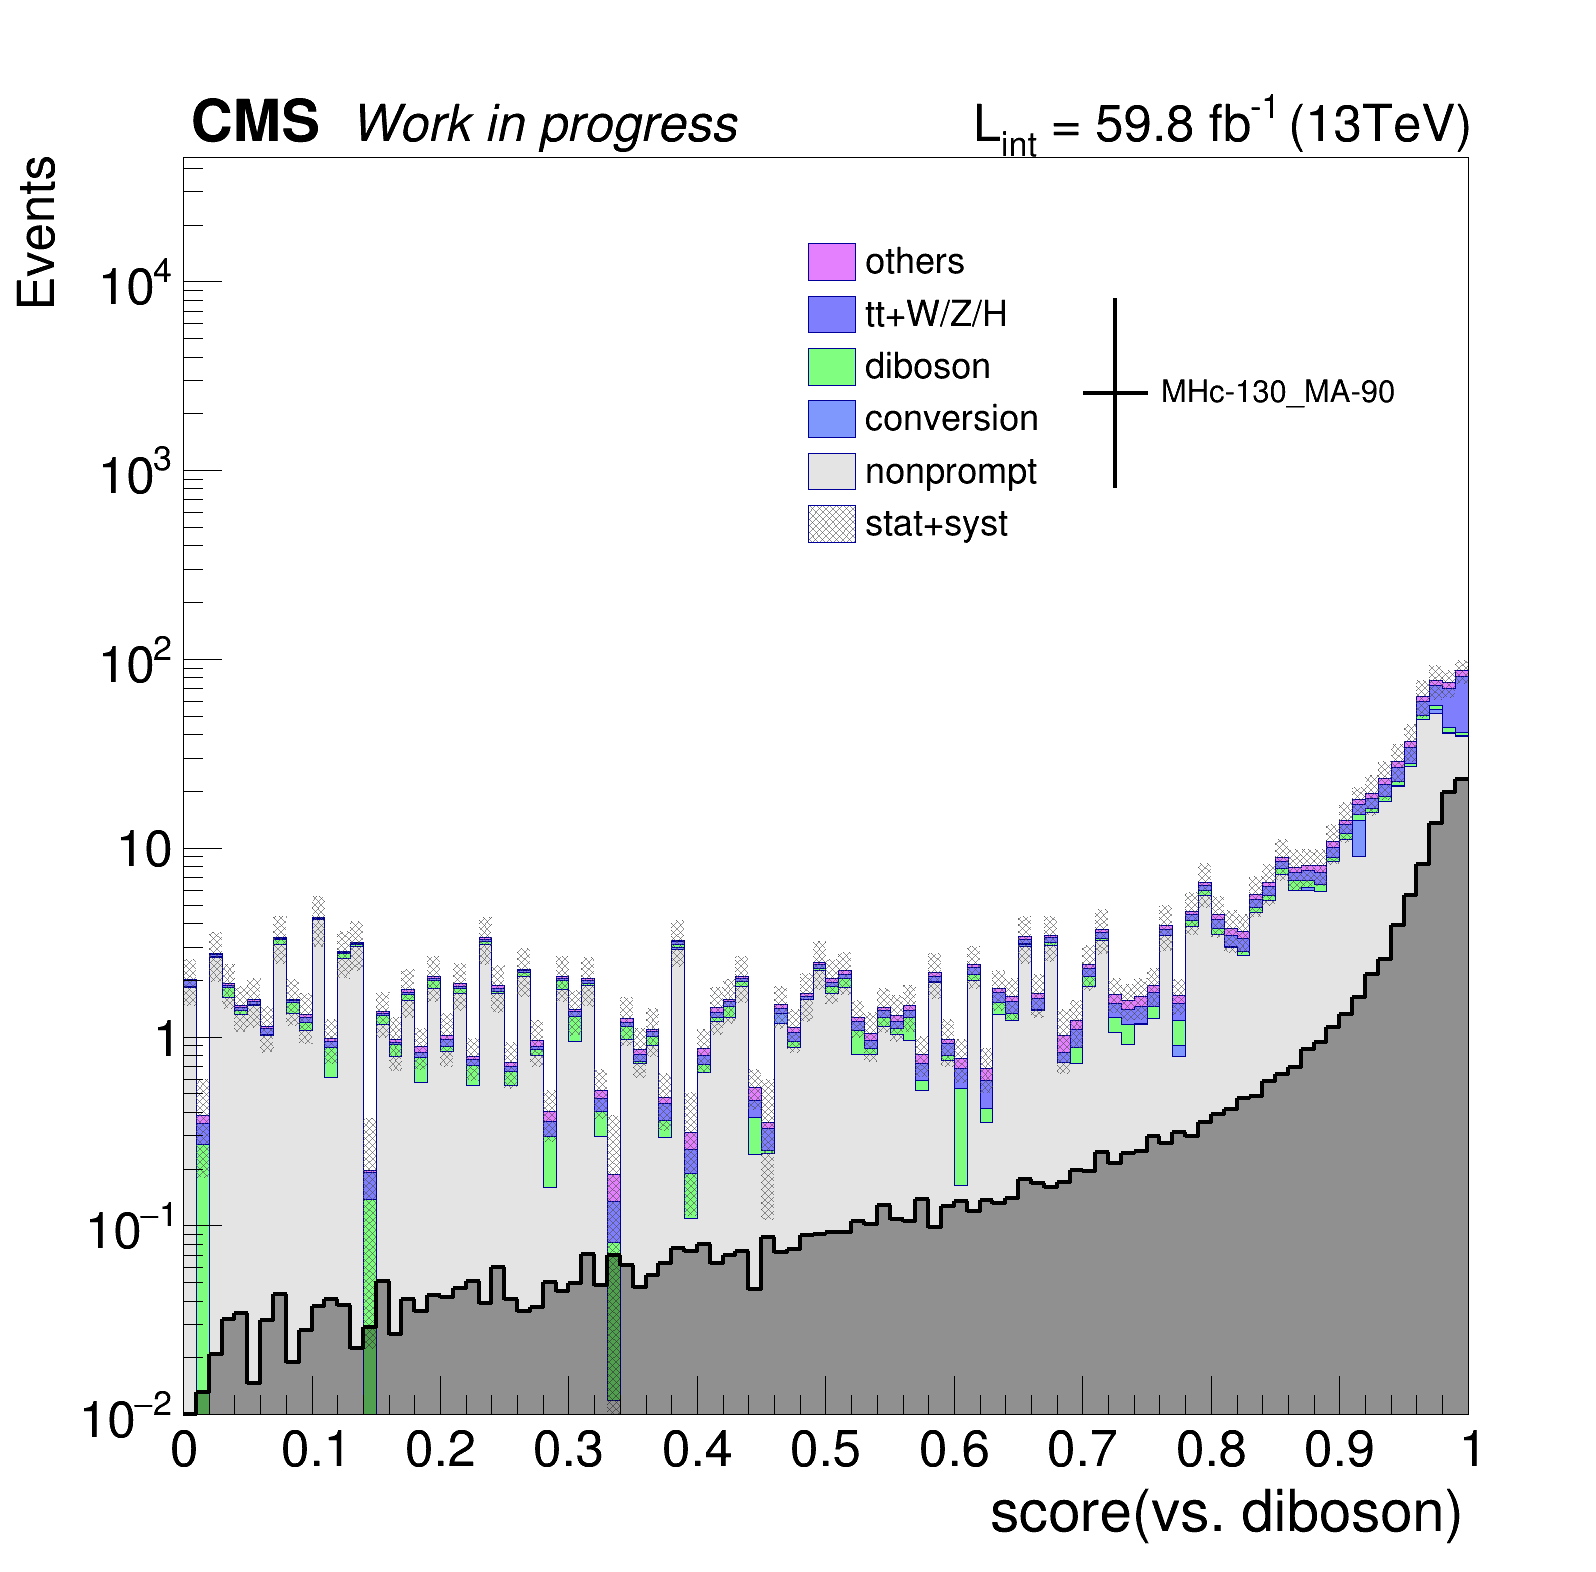 CMS Work in progress
L_int = 59.8 fb^-1 (13TeV)
Events
others
tt+W/Z/H
diboson
conversion
nonprompt
stat+syst
MHc-130_MA-90
10^4
10^3
10^2
10
1
10^−1
10^−2
0 0.1 0.2 0.3 0.4 0.5 0.6 0.7 0.8 0.9 1
score(vs. diboson)